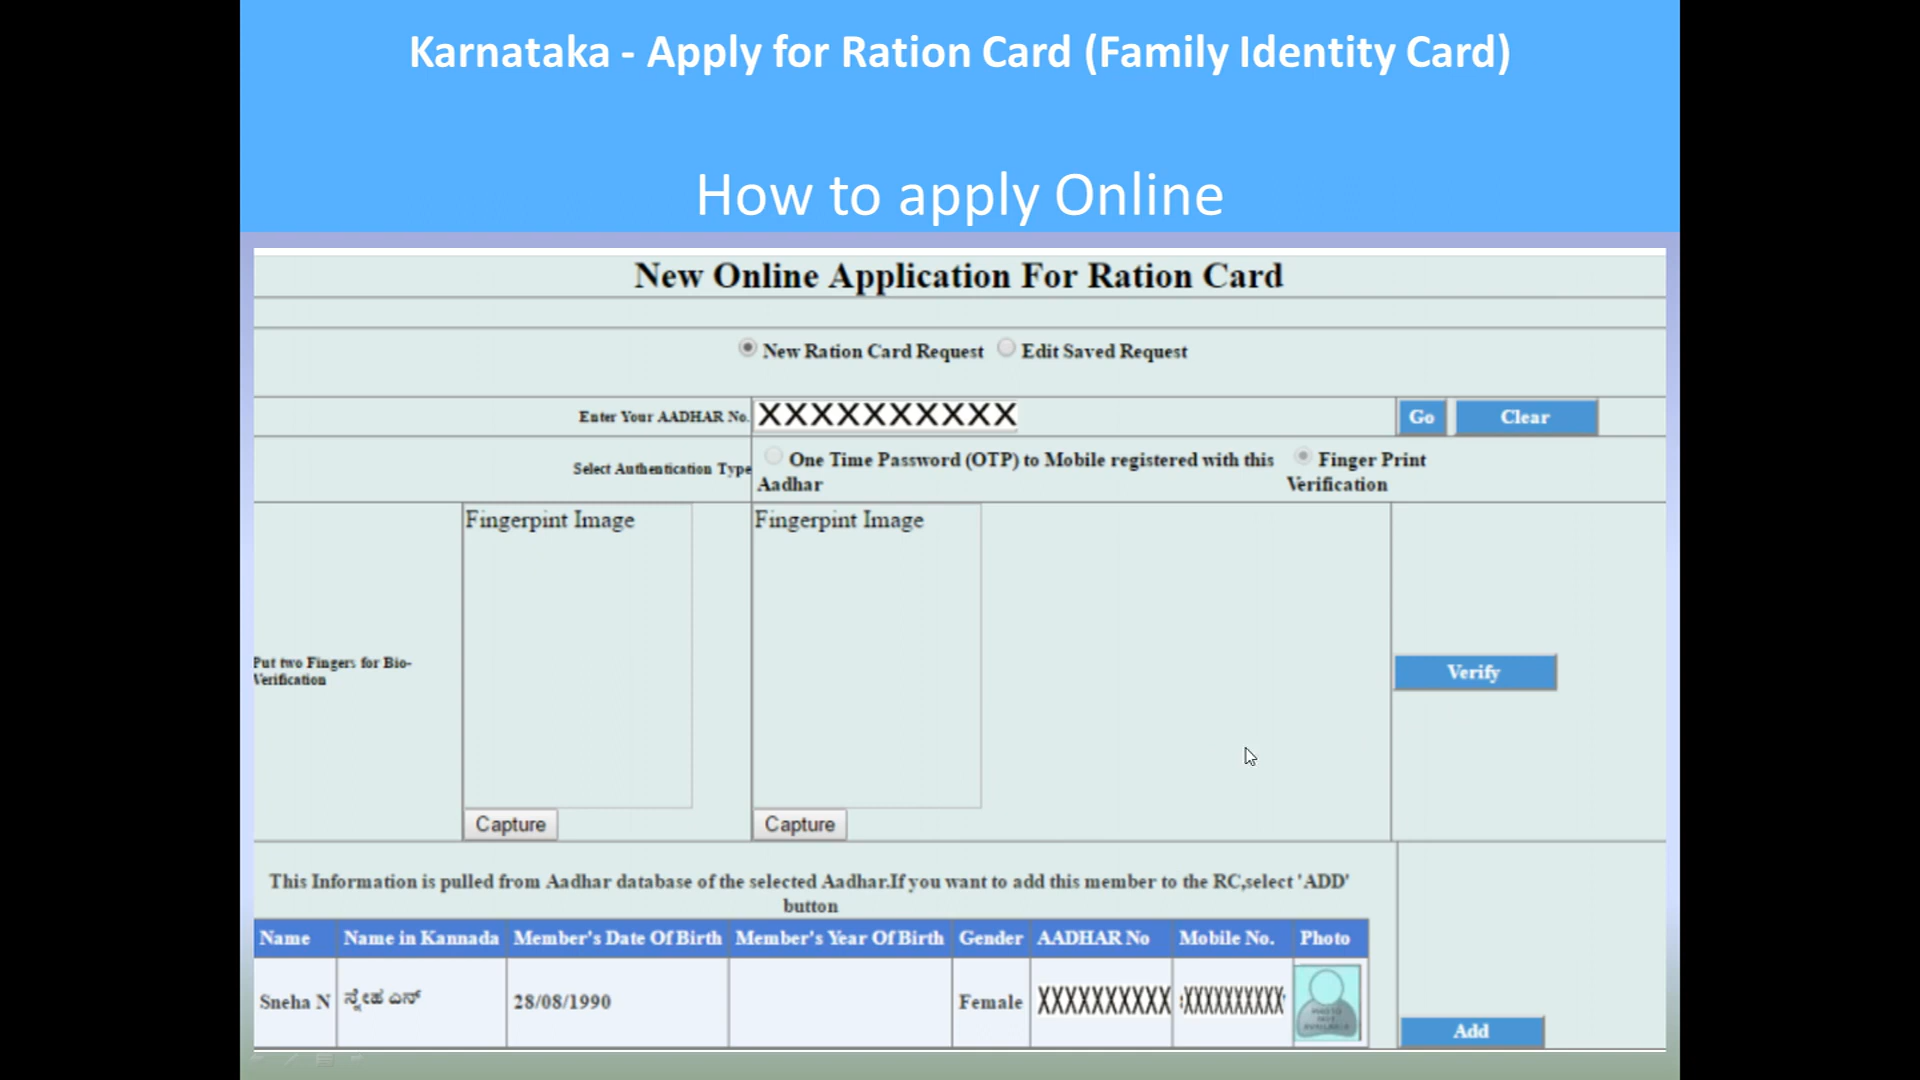 Karnataka - Apply for Ration Card (Family Identity Card)
How to apply Online
New Online Application For Ration Card
New Ration Card Request Edit Saved Request
Enter Your AADHAR No. XXXXXXXXXX Go Clear
Select Authentication Type One Time Password (OTP) to Mobile registered with this Aadhar Finger Print Verification
Fingerpint Image Fingerpint Image
Put two Fingers for Bio-
Verification
Verify
Capture Capture
This Information is pulled from Aadhar database of the selected Aadhar.If you want to add this member to the RC,select 'ADD'
button
Name Name in Kannada Member's Date Of Birth Member's Year Of Birth Gender AADHAR No Mobile No. Photo
Sneha N ಸ್ನೇಹ ಎನ್ 28/08/1990 Female XXXXXXXXXX XXXXXXXXXX PHOTO NOT AVAILABLE
Add